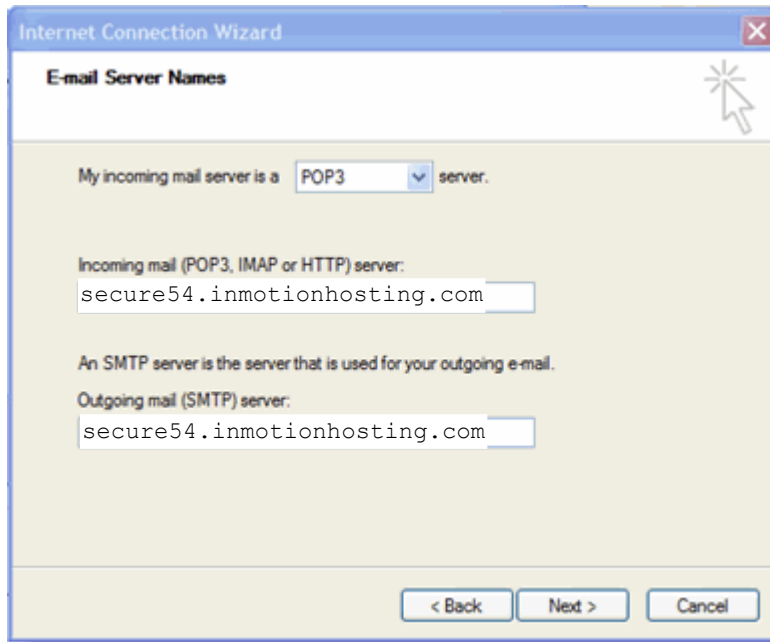 Internet Connection Wizard
E-mail Server Names
My incoming mail server is a POP3 server.
Incoming mail (POP3, IMAP or HTTP) server:
secure54.inmotionhosting.com
An SMTP server is the server that is used for your outgoing e-mail.
Outgoing mail (SMTP) server:
secure54.inmotionhosting.com
< Back Next > Cancel